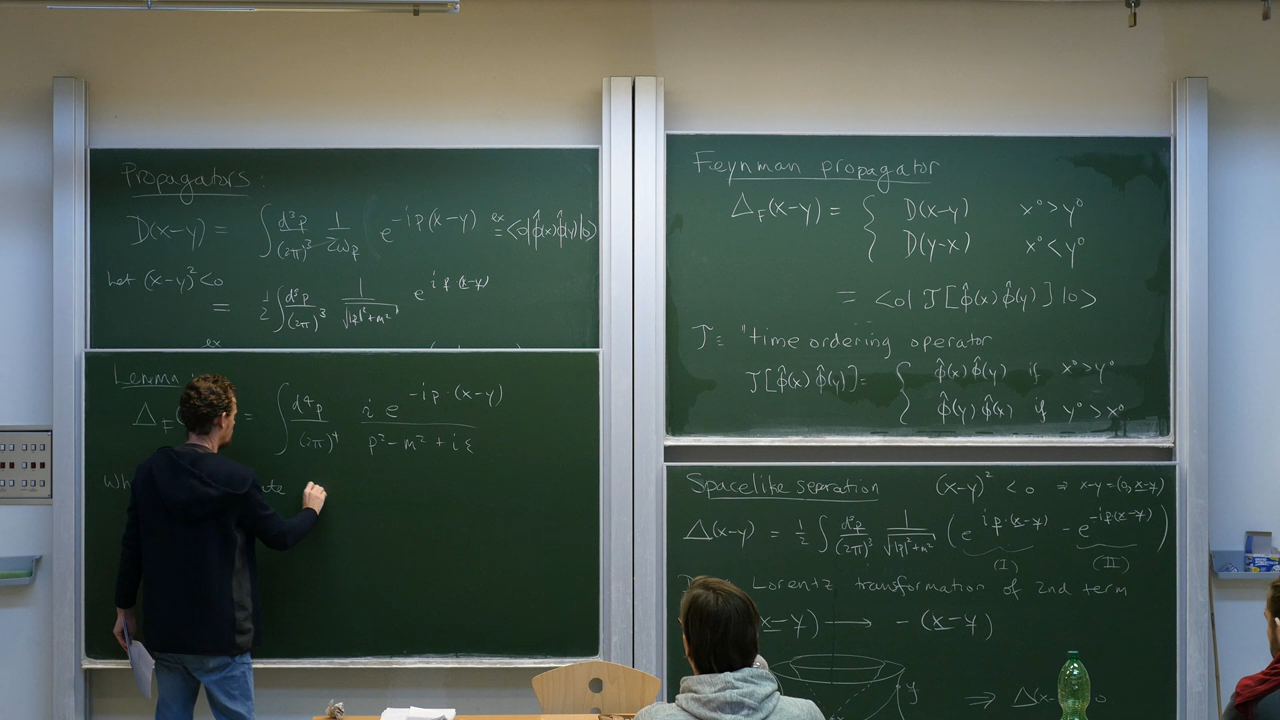 Propagators:
D(x-y) = ∫ d³p/(2π)³ 1/2ω_p e^{-ip(x-y)} ex= <0|φ̂(x)φ̂(y)|0>
Let (x-y)² < 0
= 1/2 ∫ d³p/(2π)³ 1/√(|p|²+m²) e^{ip·(x-y)}
ex
Lemma
Δ_F = ∫ d⁴p/(2π)⁴ i e^{-ip·(x-y)}/(p²-m²+iε)
Feynman propagator
Δ_F(x-y) = { D(x-y) x⁰>y⁰
D(y-x) x⁰<y⁰
= <0| T[φ̂(x)φ̂(y)] |0>
T = "time ordering operator
T[φ̂(x)φ̂(y)] = { φ̂(x)φ̂(y) if x⁰>y⁰
φ̂(y)φ̂(x) if y⁰>x⁰
Spacelike separation (x-y)² < 0 ⇒ x-y=(0,x-y)
Δ(x-y) = 1/2 ∫ d³p/(2π)³ 1/√(|p|²+m²) (e^{ip·(x-y)} - e^{-ip(x-y)})
(I) (II)
Lorentz transformation of 2nd term
x-y) ⟶ -(x-y)
y
⇒ Δ(x- 0